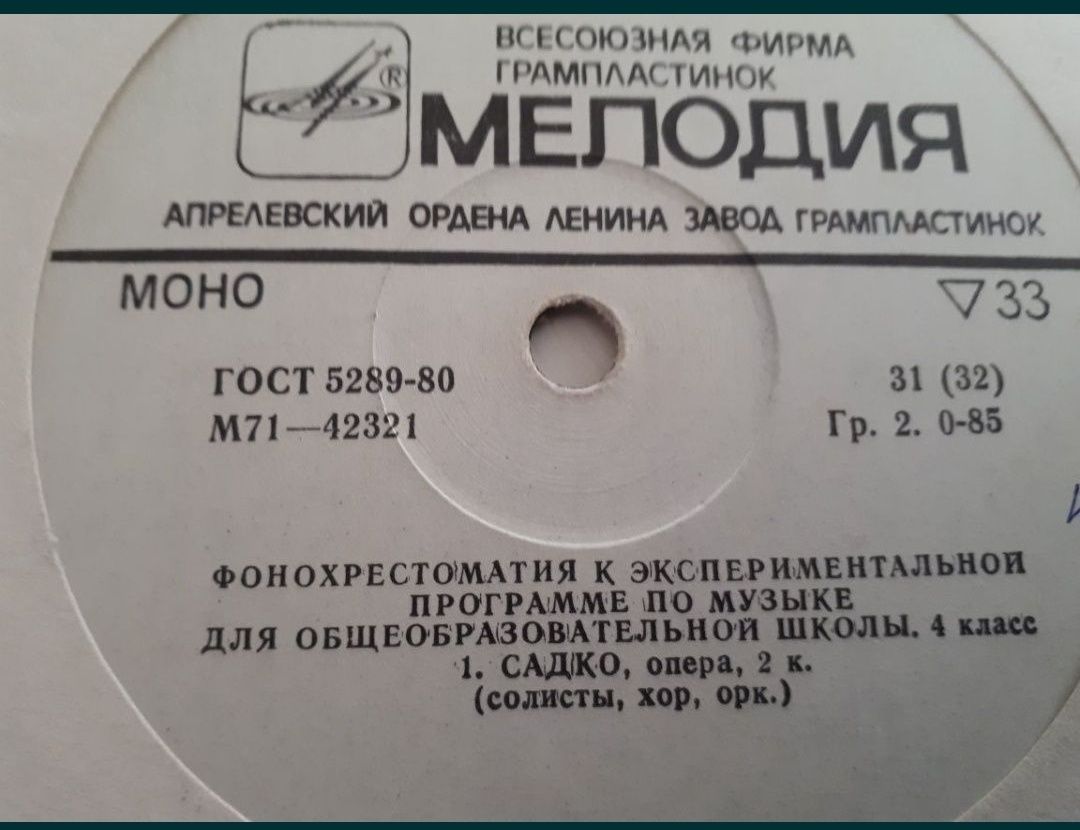 ВСЕСОЮЗНАЯ ФИРМА
ГРАМПЛАСТИНОК
®
МЕЛОДИЯ
АПРЕЛЕВСКИЙ ОРДЕНА ЛЕНИНА ЗАВОД ГРАМПЛАСТИНОК
МОНО ▽33
ГОСТ 5289-80 31 (32)
М71—42321 Гр. 2. 0-85
ФОНОХРЕСТОМАТИЯ К ЭКСПЕРИМЕНТАЛЬНОЙ
ПРОГРАММЕ ПО МУЗЫКЕ
ДЛЯ ОБЩЕОБРАЗОВАТЕЛЬНОЙ ШКОЛЫ. 4 класс
1. САДКО, опера, 2 к.
(солисты, хор, орк.)